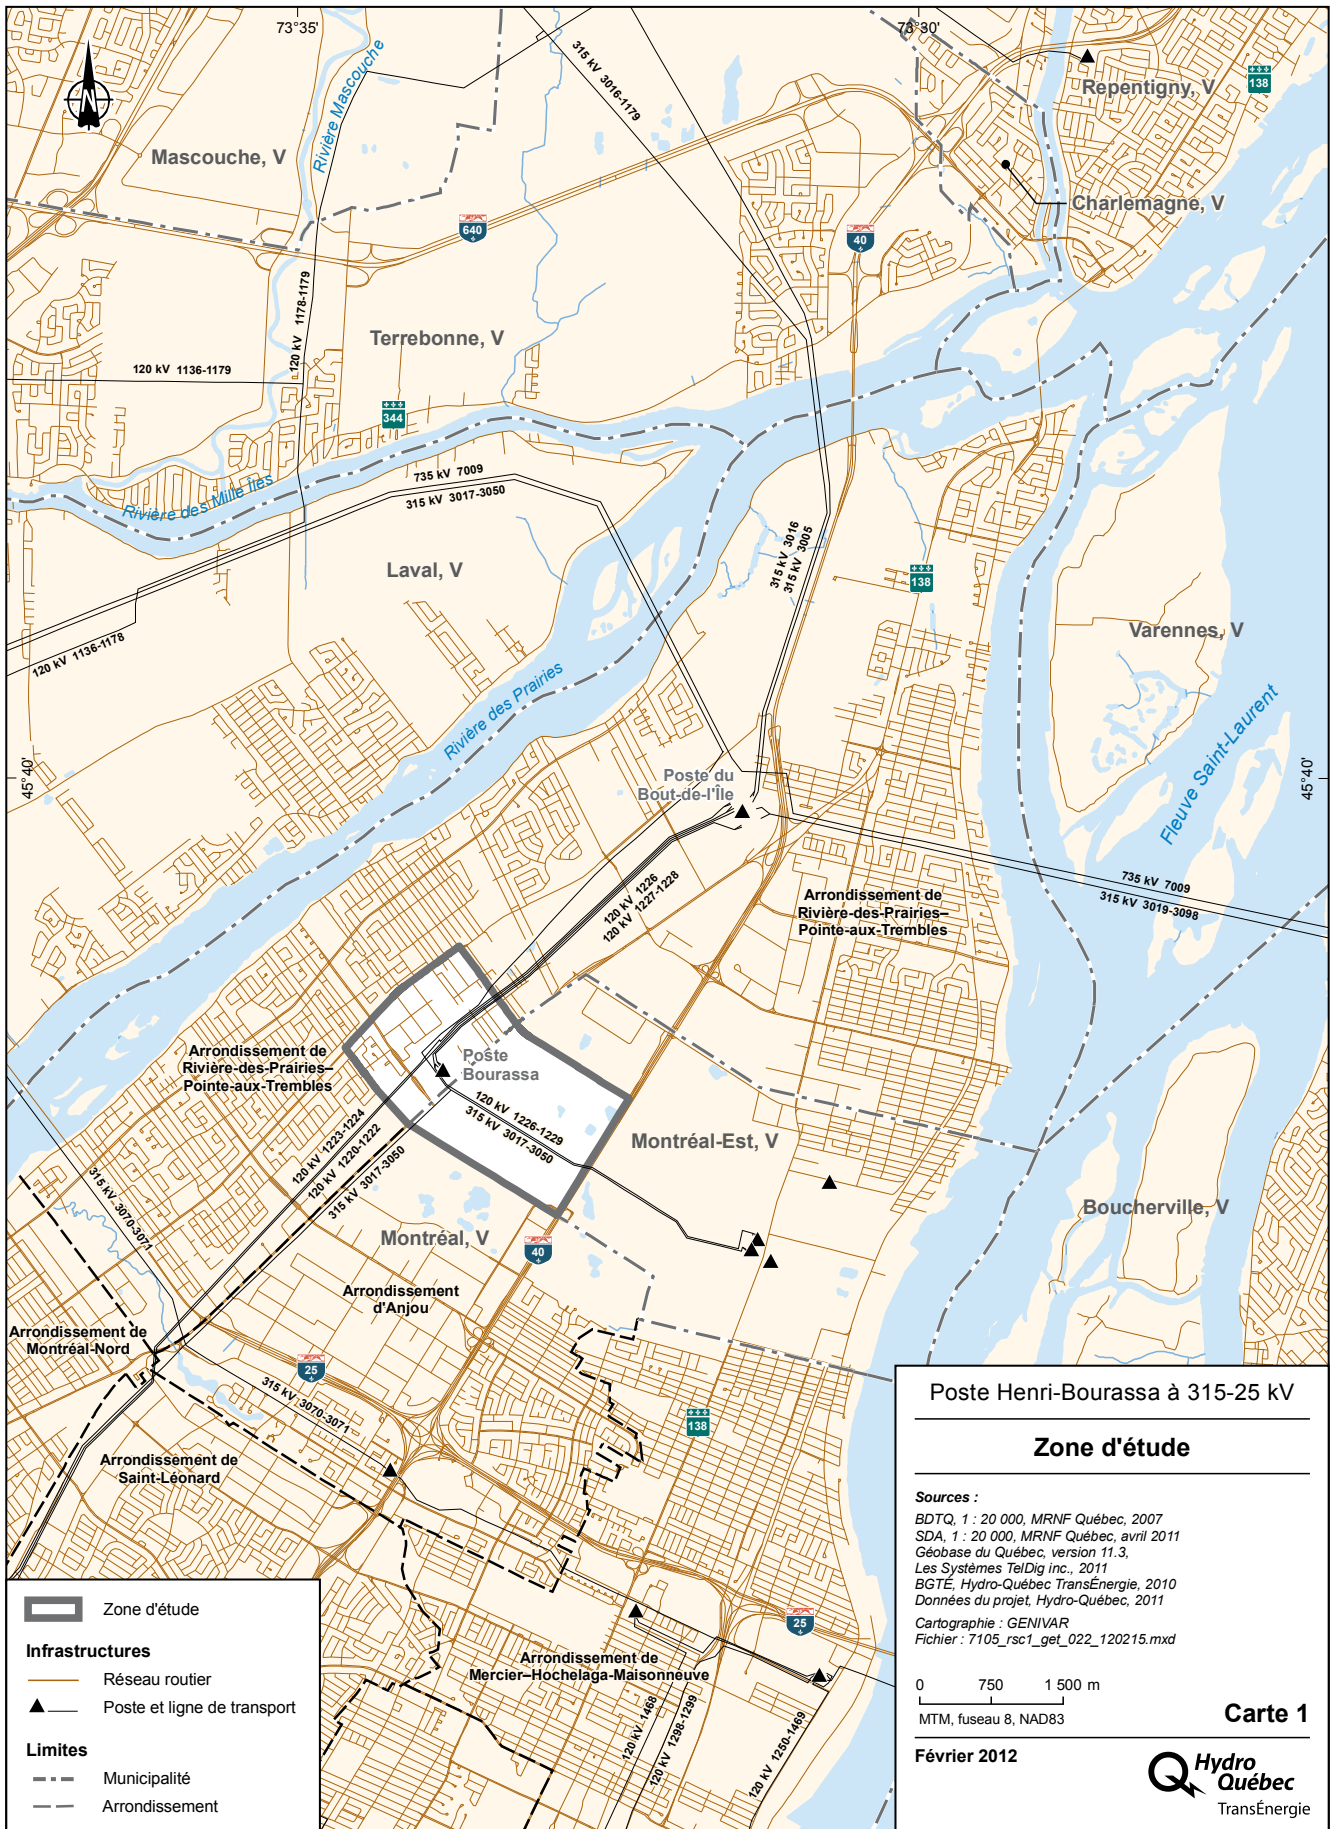 73°35'
73°30'
315 kV 3016-1179
Repentigny, V
138
N
Rivière Mascouche
Mascouche, V
Charlemagne, V
640
40
120 kV 1178-1179
Terrebonne, V
120 kV 1136-1179
344
735 kV 7009
315 kV 3017-3050
Rivière des Mille Îles
315 kV 3016
315 kV 3005
Laval, V
138
Varennes, V
120 kV 1136-1178
Rivière des Prairies
Fleuve Saint-Laurent
45°40'
45°40'
Poste du
Bout-de-l'Île
735 kV 7009
315 kV 3019-3098
120 kV 1226
120 kV 1227-1228
Arrondissement de
Rivière-des-Prairies–
Pointe-aux-Trembles
Arrondissement de
Rivière-des-Prairies–
Pointe-aux-Trembles
Poste
Bourassa
120 kV 1226-1229
315 kV 3017-3050
Montréal-Est, V
120 kV 1223-1224
120 kV 1220-1222
315 kV 3017-3050
315 kV 3070-3071
Boucherville, V
Montréal, V
40
Arrondissement
d'Anjou
Arrondissement de
Montréal-Nord
25
315 kV 3070-3071
138
Arrondissement de
Saint-Léonard
25
Arrondissement de
Mercier–Hochelaga-Maisonneuve
120 kV 1468
120 kV 1298-1299
120 kV 1250-1469
Zone d'étude
Infrastructures
Réseau routier
Poste et ligne de transport
Limites
Municipalité
Arrondissement
Poste Henri-Bourassa à 315-25 kV
Zone d'étude
Sources :
BDTQ, 1 : 20 000, MRNF Québec, 2007
SDA, 1 : 20 000, MRNF Québec, avril 2011
Géobase du Québec, version 11.3,
Les Systèmes TelDig inc., 2011
BGTÉ, Hydro-Québec TransÉnergie, 2010
Données du projet, Hydro-Québec, 2011
Cartographie : GENIVAR
Fichier : 7105_rsc1_get_022_120215.mxd
0 750 1 500 m
MTM, fuseau 8, NAD83
Carte 1
Février 2012
Hydro
Québec
TransÉnergie